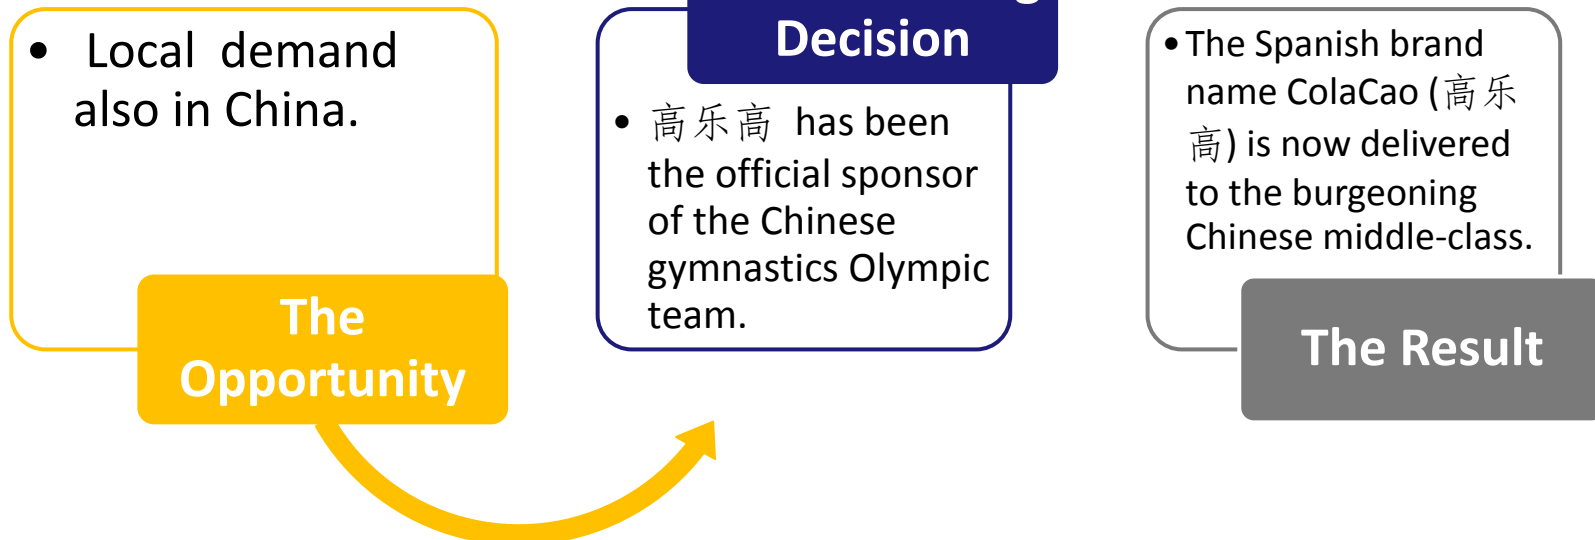 • Local demand
also in China.
The
Opportunity
Decision
• 高乐高 has been
the official sponsor
of the Chinese
gymnastics Olympic
team.
• The Spanish brand
name ColaCao (高乐
高) is now delivered
to the burgeoning
Chinese middle-class.
The Result